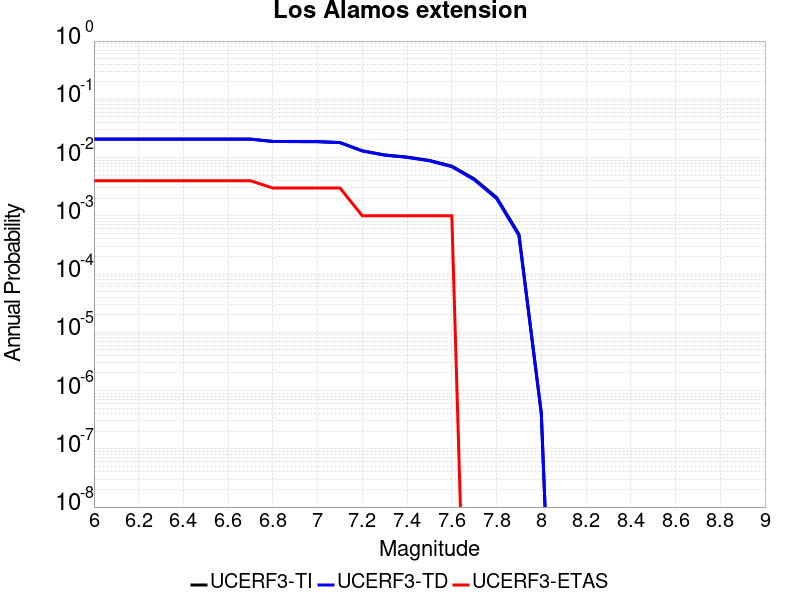 Los Alamos extension
10^0
10^-1
10^-2
10^-3
10^-4
10^-5
10^-6
10^-7
10^-8
Annual Probability
6 6.2 6.4 6.6 6.8 7 7.2 7.4 7.6 7.8 8 8.2 8.4 8.6 8.8 9
Magnitude
UCERF3-TI UCERF3-TD UCERF3-ETAS